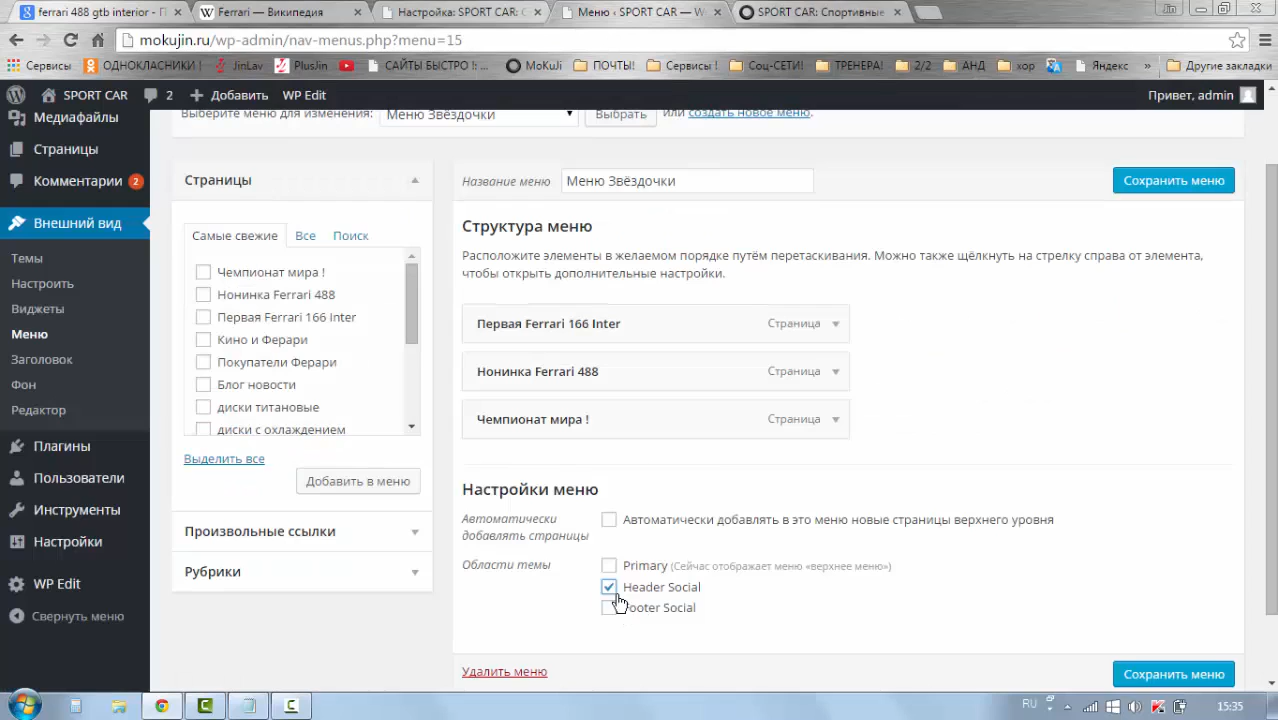 ferrari 488 gtb interior - П
Ferrari — Википедия
Настройка: SPORT CAR: С
Меню ‹ SPORT CAR — W
SPORT CAR: Спортивные
Jin
mokujin.ru/wp-admin/nav-menus.php?menu=15
Сервисы
ОДНОКЛАСНИКИ !
JinLav
PlusJin
САЙТЫ БЫСТРО !: ...
MoKuJi
ПОЧТЫ!
Сервисы !
Соц-СЕТИ!
ТРЕНЕРА!
2/2
АНД
хор
Яндекс
»
Другие закладки
SPORT CAR
2
Добавить
WP Edit
Привет, admin
Медиафайлы
Страницы
Комментарии 2
Внешний вид
Темы
Настроить
Виджеты
Меню
Заголовок
Фон
Редактор
Плагины
Пользователи
Инструменты
Настройки
WP Edit
Свернуть меню
Выберите меню для изменения: Меню Звёздочки Выбрать или создать новое меню.
Страницы
Самые свежие Все Поиск
Чемпионат мира !
Нонинка Ferrari 488
Первая Ferrari 166 Inter
Кино и Ферари
Покупатели Ферари
Блог новости
диски титановые
диски с охлаждением
Выделить все
Добавить в меню
Произвольные ссылки
Рубрики
Название меню Меню Звёздочки Сохранить меню
Структура меню
Расположите элементы в желаемом порядке путём перетаскивания. Можно также щёлкнуть на стрелку справа от элемента,
чтобы открыть дополнительные настройки.
Первая Ferrari 166 Inter Страница
Нонинка Ferrari 488 Страница
Чемпионат мира ! Страница
Настройки меню
Автоматически
добавлять страницы
Автоматически добавлять в это меню новые страницы верхнего уровня
Области темы
Primary (Сейчас отображает меню «верхнее меню»)
Header Social
Footer Social
Удалить меню Сохранить меню
RU 15:35